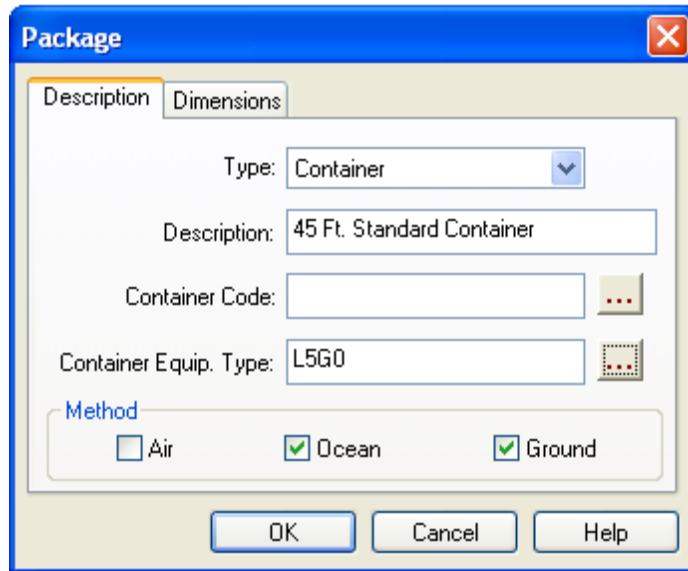 Package
Description Dimensions
Type: Container
Description: 45 Ft. Standard Container
Container Code: ...
Container Equip. Type: L5G0 ...
Method
Air Ocean Ground
OK Cancel Help